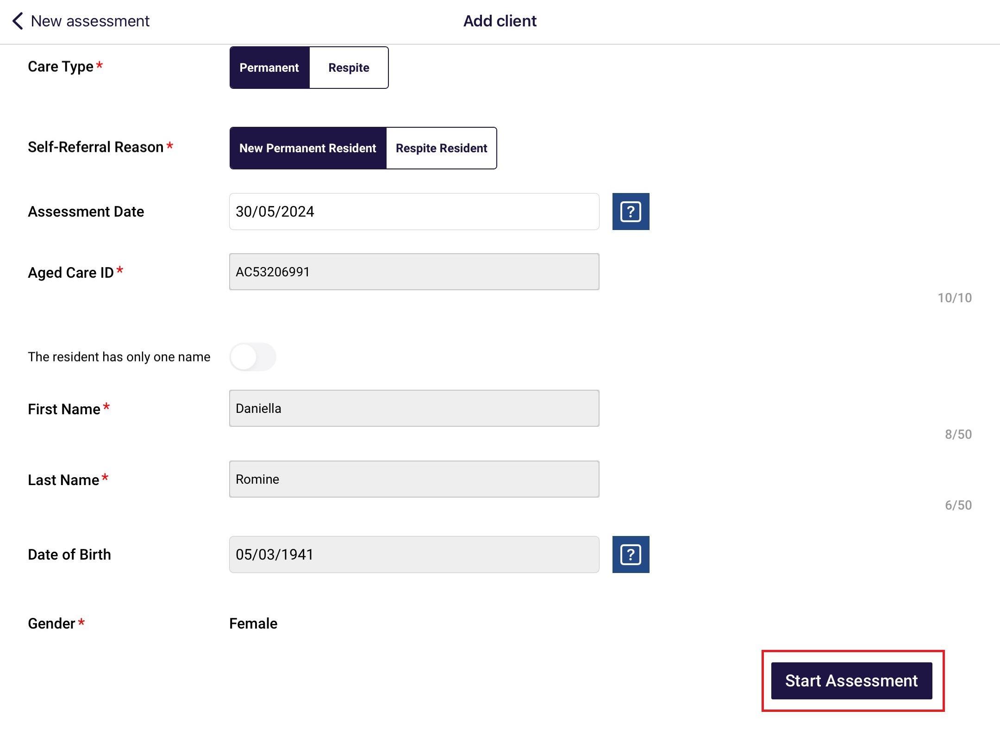 New assessment
Add client
Care Type*
Permanent
Respite
Self-Referral Reason*
New Permanent Resident
Respite Resident
Assessment Date
30/05/2024
?
Aged Care ID*
AC53206991
10/10
The resident has only one name
First Name*
Daniella
8/50
Last Name*
Romine
6/50
Date of Birth
05/03/1941
?
Gender*
Female
Start Assessment